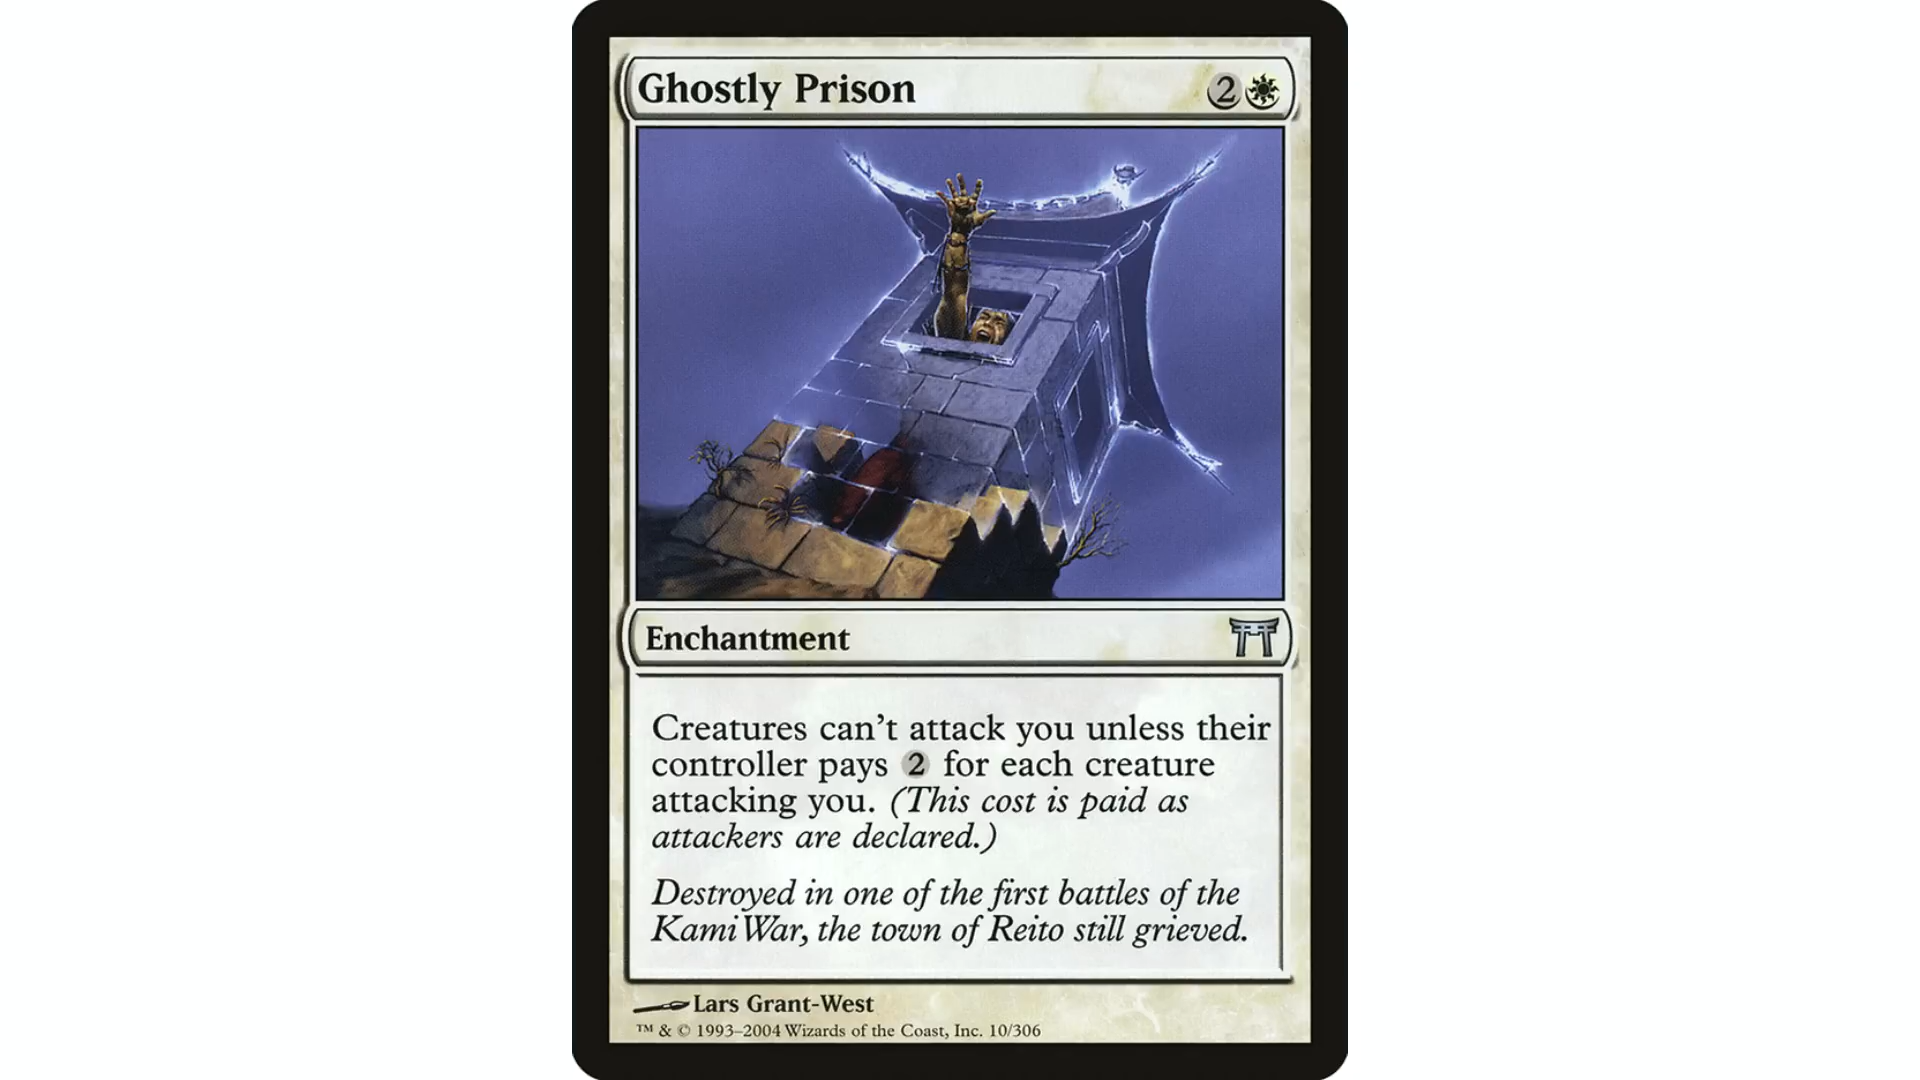 Ghostly Prison 2
Enchantment
Creatures can't attack you unless their
controller pays 2 for each creature
attacking you. (This cost is paid as
attackers are declared.)
Destroyed in one of the first battles of the
Kami War, the town of Reito still grieved.
Lars Grant-West
™ & © 1993–2004 Wizards of the Coast, Inc. 10/306